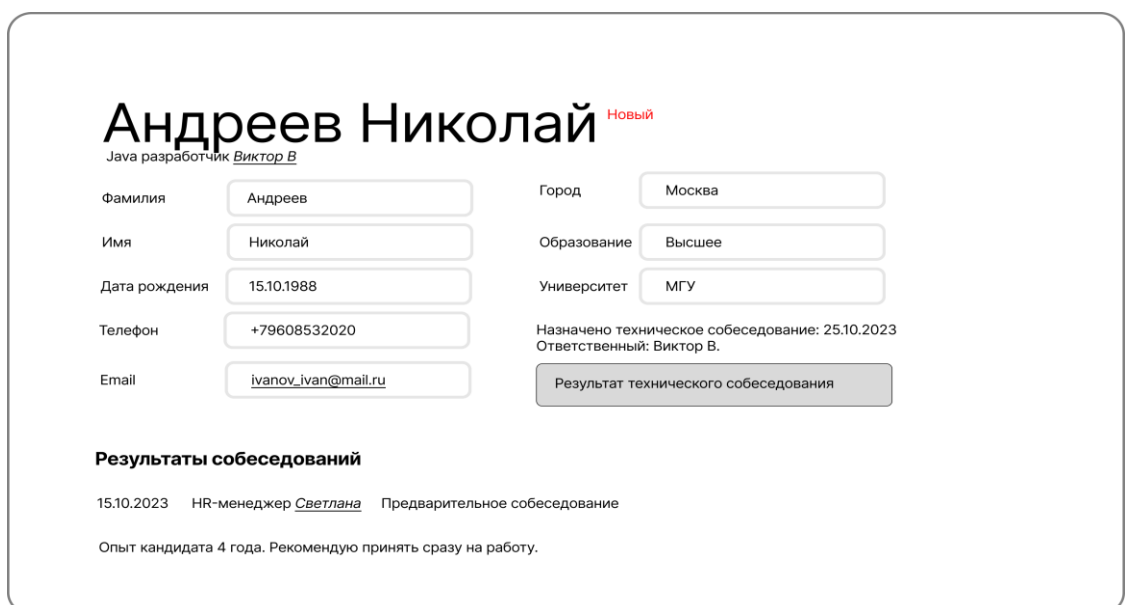 Андреев Николай Новый
Java разработчик Виктор В
Фамилия Андреев
Имя Николай
Дата рождения 15.10.1988
Телефон +79608532020
Email ivanov_ivan@mail.ru
Город Москва
Образование Высшее
Университет МГУ
Назначено техническое собеседование: 25.10.2023
Ответственный: Виктор В.
Результат технического собеседования
Результаты собеседований
15.10.2023 HR-менеджер Светлана Предварительное собеседование
Опыт кандидата 4 года. Рекомендую принять сразу на работу.